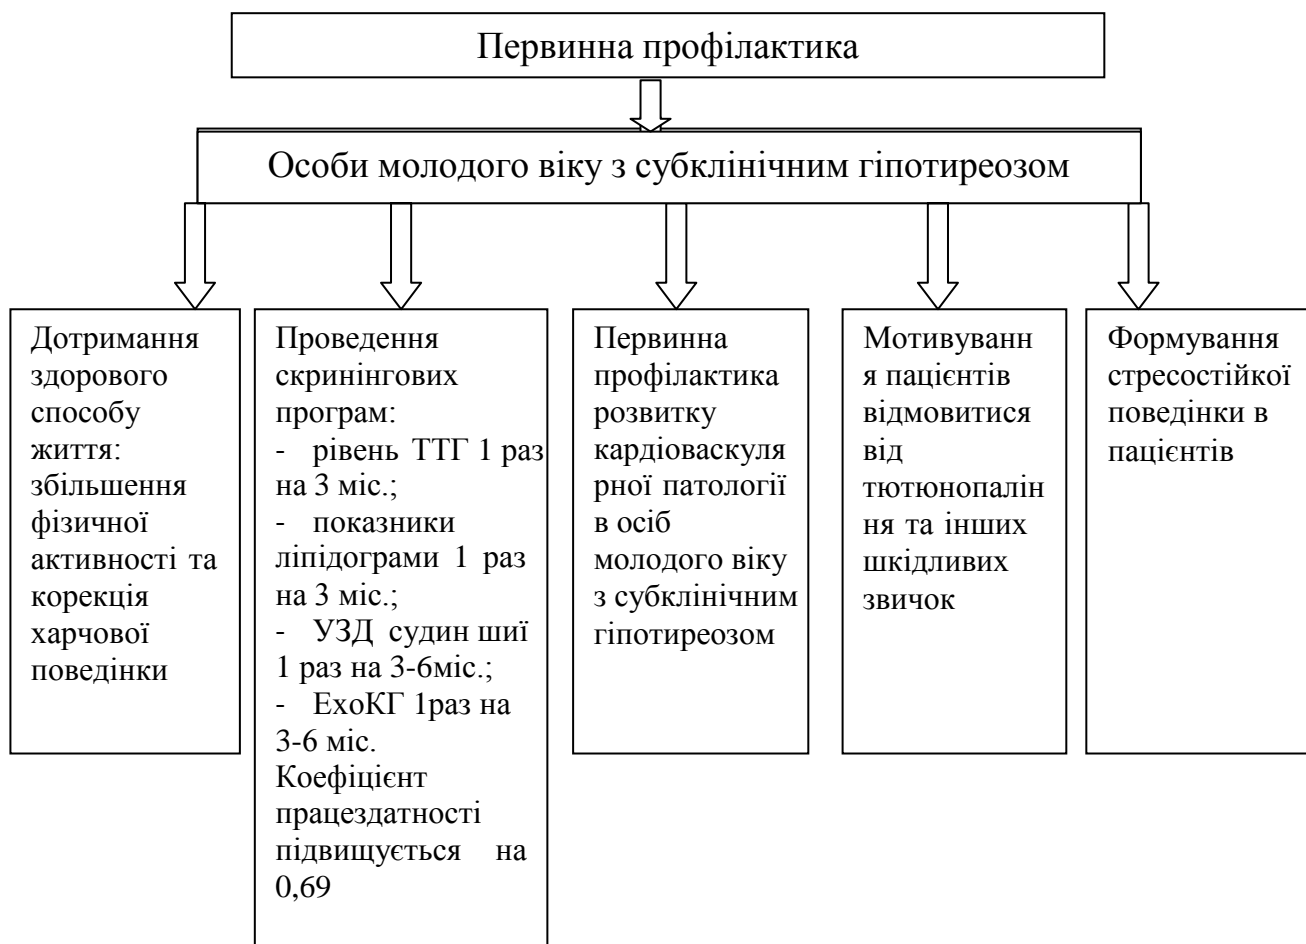 Первинна профілактика
Особи молодого віку з субклінічним гіпотиреозом
Дотримання
здорового
способу
життя:
збільшення
фізичної
активності та
корекція
харчової
поведінки
Проведення
скринінгових
програм:
- рівень ТТГ 1 раз
на 3 міс.;
- показники
ліпідограми 1 раз
на 3 міс.;
- УЗД судин шиї
1 раз на 3-6міс.;
- ЕхоКГ 1раз на
3-6 міс.
Коефіцієнт
працездатності
підвищується на
0,69
Первинна
профілактика
розвитку
кардіоваскуля
рної патології
в осіб
молодого віку
з субклінічним
гіпотиреозом
Мотивуванн
я пацієнтів
відмовитися
від
тютюнопалін
ня та інших
шкідливих
звичок
Формування
стресостійкої
поведінки в
пацієнтів